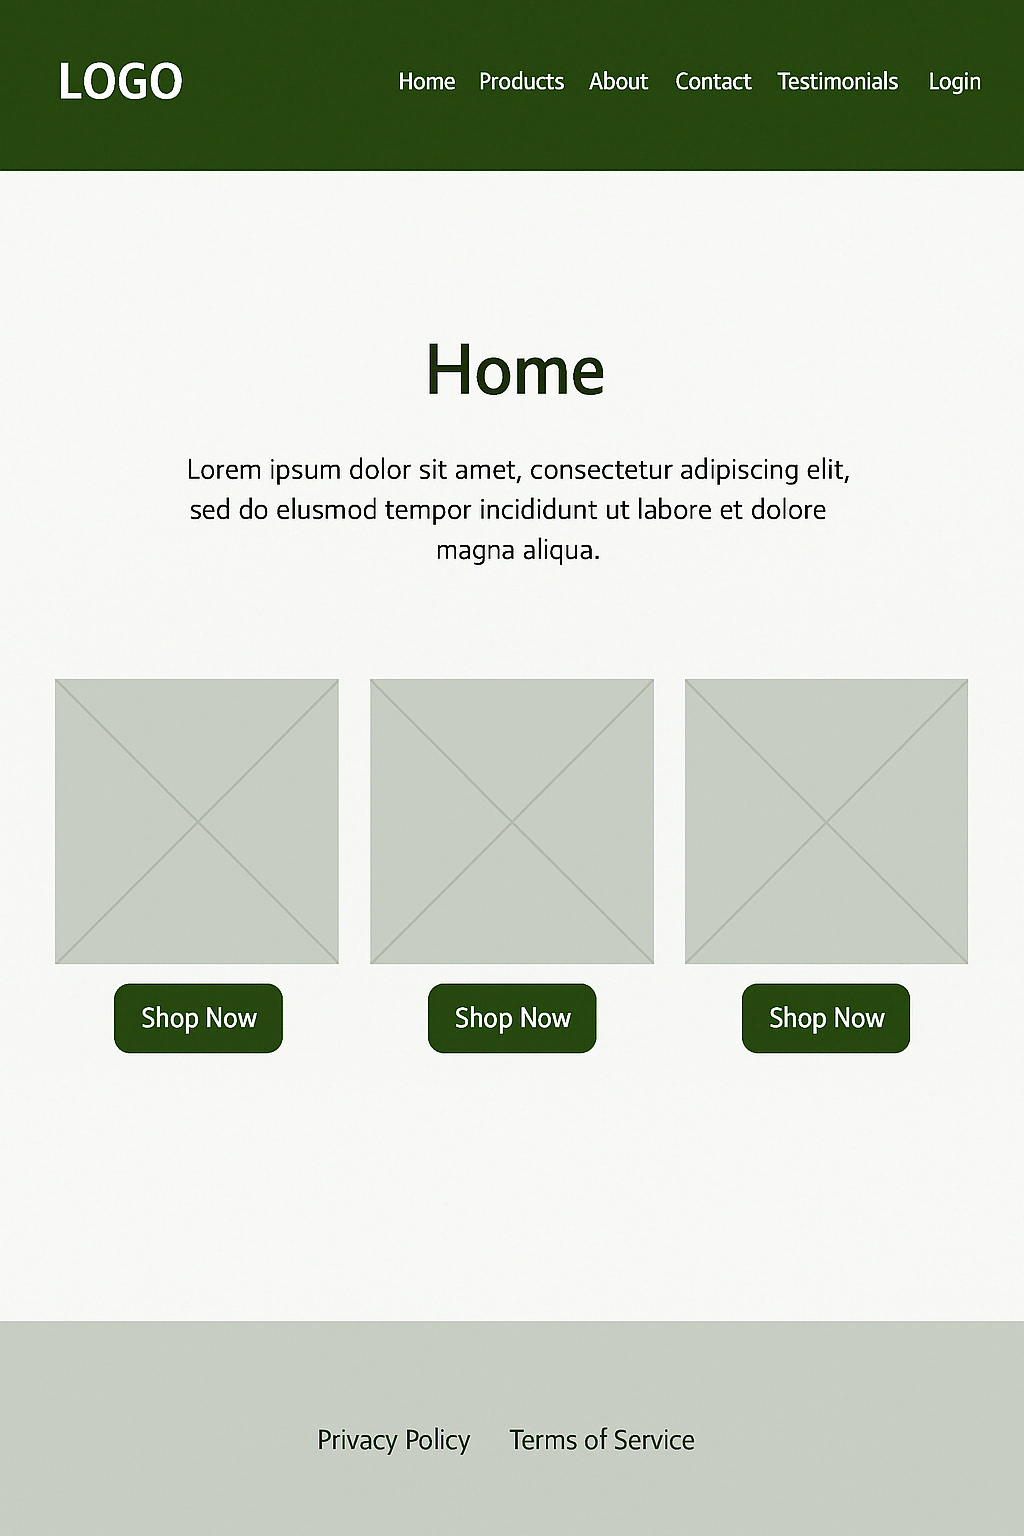 LOGO
Home Products About Contact Testimonials Login
Home
Lorem ipsum dolor sit amet, consectetur adipiscing elit,
sed do elusmod tempor incididunt ut labore et dolore
magna aliqua.
Shop Now Shop Now Shop Now
Privacy Policy Terms of Service